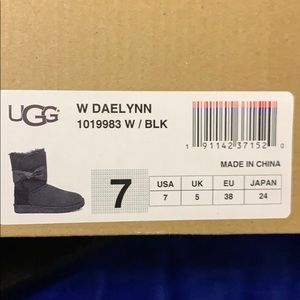 UGG
W DAELYNN
1019983 W / BLK
1 91142 37152 0
MADE IN CHINA
7
USA UK EU JAPAN
7 5 38 24